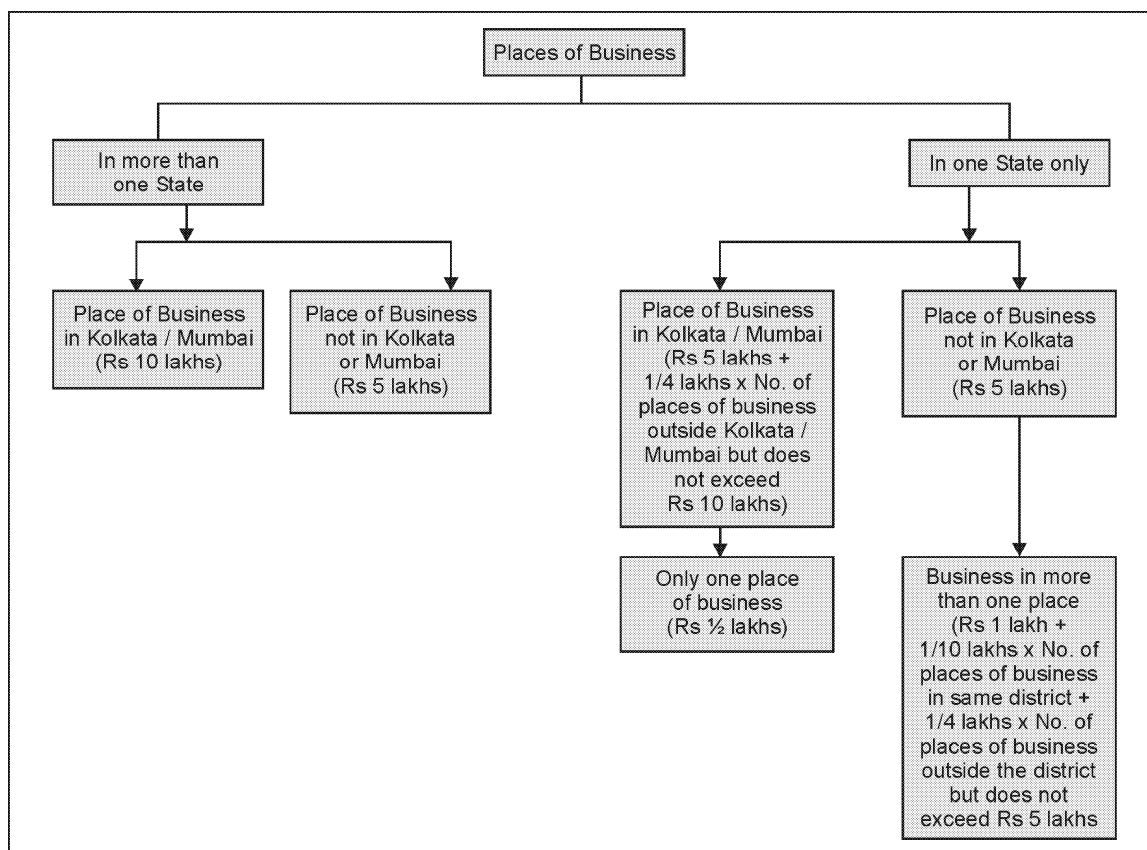 Places of Business
In more than
one State
In one State only
Place of Business
in Kolkata / Mumbai
(Rs 10 lakhs)
Place of Business
not in Kolkata
or Mumbai
(Rs 5 lakhs)
Place of Business
in Kolkata / Mumbai
(Rs 5 lakhs +
1/4 lakhs x No. of
places of business
outside Kolkata /
Mumbai but does
not exceed
Rs 10 lakhs)
Place of Business
not in Kolkata
or Mumbai
(Rs 5 lakhs)
Only one place
of business
(Rs ½ lakhs)
Business in more
than one place
(Rs 1 lakh +
1/10 lakhs x No. of
places of business
in same district +
1/4 lakhs x No. of
places of business
outside the district
but does not
exceed Rs 5 lakhs